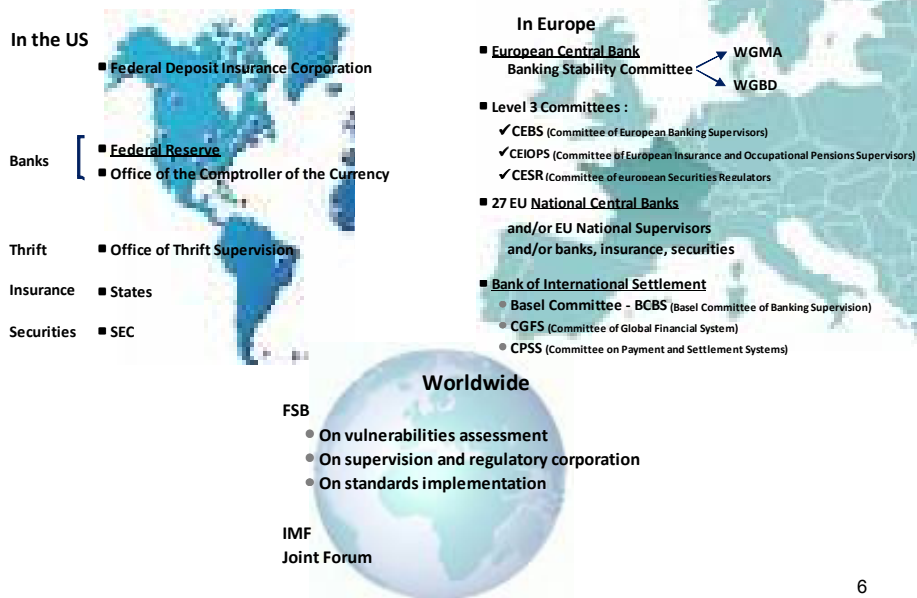 In the US
■ Federal Deposit Insurance Corporation
Banks
■ Federal Reserve
■ Office of the Comptroller of the Currency
Thrift ■ Office of Thrift Supervision
Insurance ■ States
Securities ■ SEC
In Europe
■ European Central Bank
Banking Stability Committee
WGMA
WGBD
■ Level 3 Committees :
✓CEBS (Committee of European Banking Supervisors)
✓CEIOPS (Committee of European Insurance and Occupational Pensions Supervisors)
✓CESR (Committee of eurooean Securities Reulators
■ 27 EU National Central Banks
and/or EU National Supervisors
and/or banks, insurance, securities
■ Bank of International Settlement
● Basel Committee - BCBS (Basel Committee of Banking Supervision)
● CGFS (Committee of Global Financial System)
● CPSS (Committee on Payment and Settlement Systems)
Worldwide
FSB
● On vulnerabilities assessment
● On supervision and regulatory corporation
● On standards implementation
IMF
Joint Forum
6